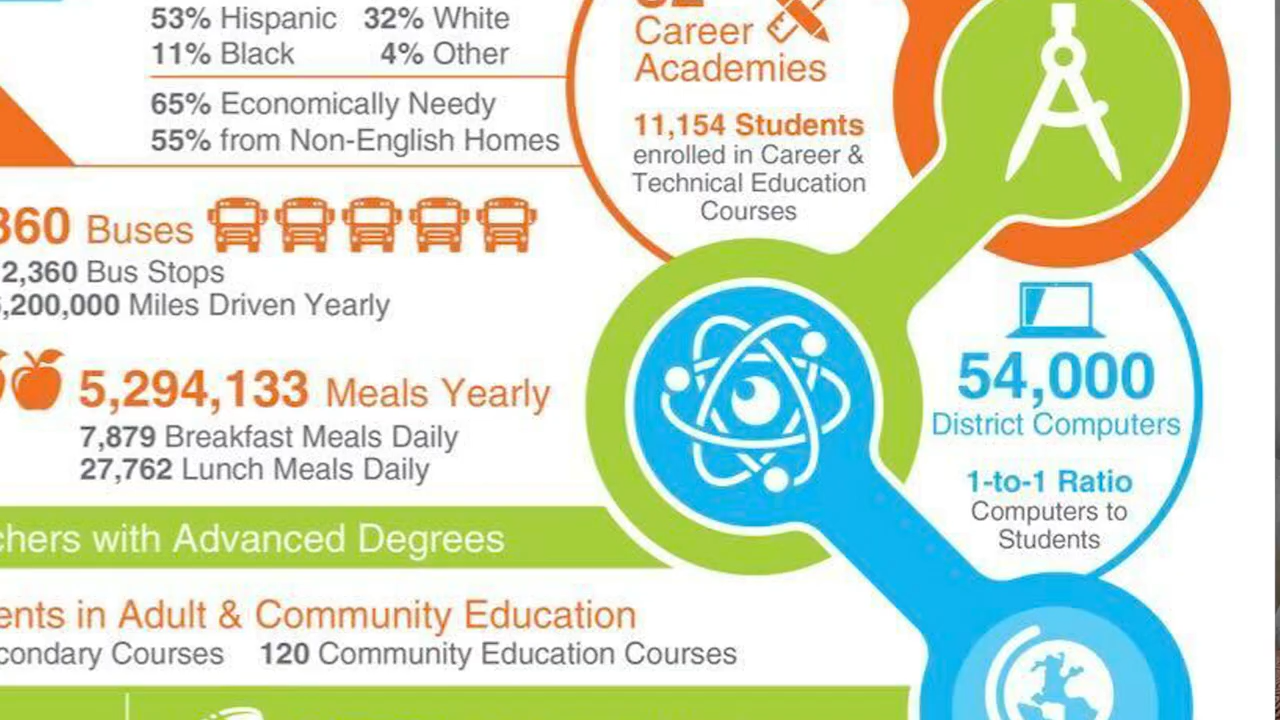 53% Hispanic 32% White
11% Black 4% Other
65% Economically Needy
55% from Non-English Homes
Career
Academies
11,154 Students
enrolled in Career &
Technical Education
Courses
360 Buses
2,360 Bus Stops
,200,000 Miles Driven Yearly
5,294,133 Meals Yearly
7,879 Breakfast Meals Daily
27,762 Lunch Meals Daily
54,000
District Computers
1-to-1 Ratio
Computers to
Students
chers with Advanced Degrees
ents in Adult & Community Education
condary Courses 120 Community Education Courses